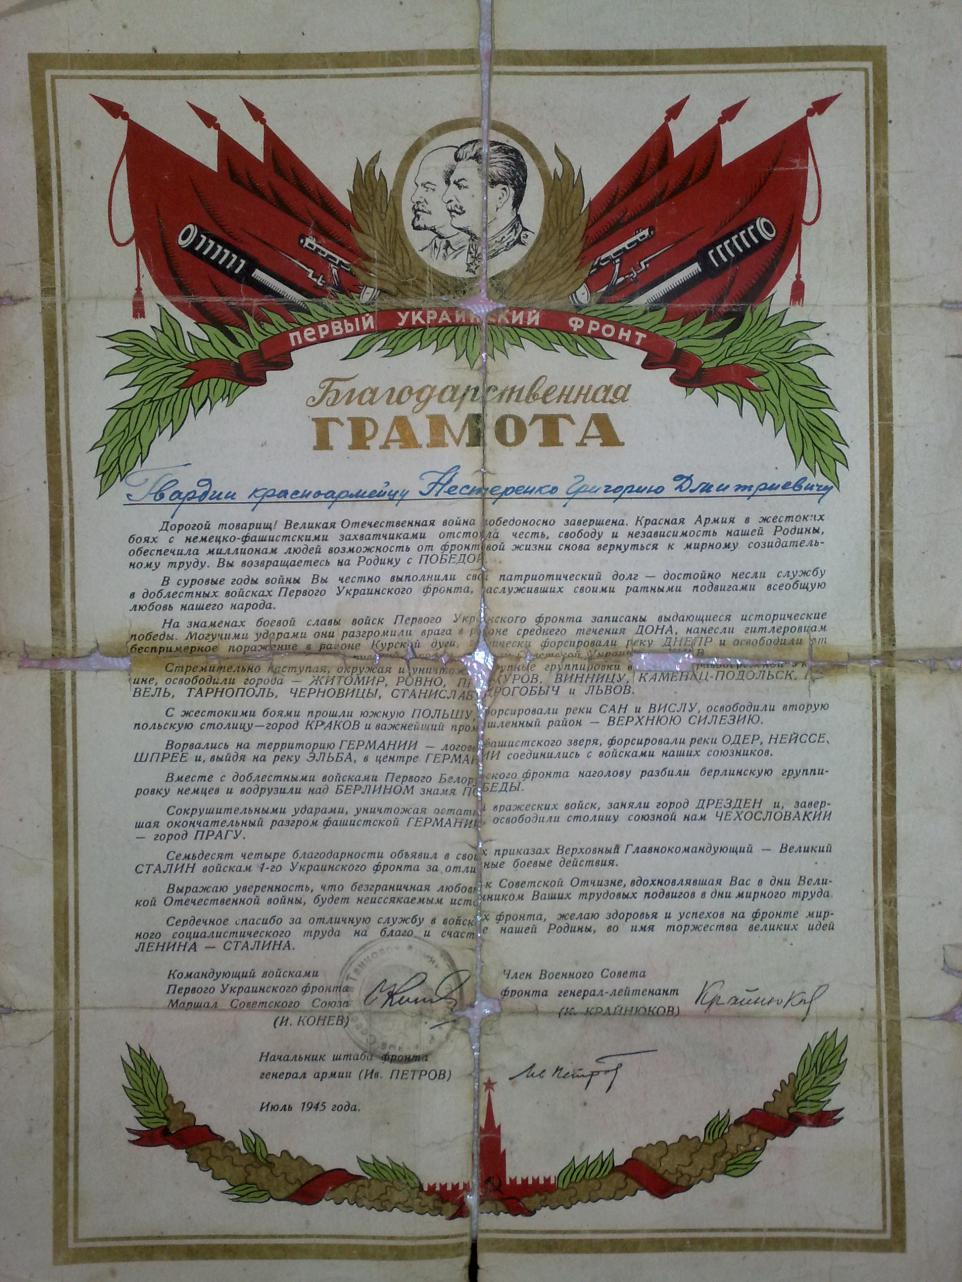 ПЕРВЫЙ УКРАИНСКИЙ ФРОНТ
Благодарственная
ГРАМОТА
Гвардии красноармейцу Нестеренко Григорию Дмитриевичу
Дорогой товарищ! Великая Отечественная война победоносно завершена. Красная Армия в жестоких
боях с немецко-фашистскими захватчиками отстояла честь, свободу и независимость нашей Родины,
обеспечила миллионам людей возможность от фронтовой жизни снова вернуться к мирному созидатель-
ному труду. Вы возвращаетесь на Родину с ПОБЕДОЙ.
В суровые годы войны Вы честно выполнили свой патриотический долг — достойно несли службу
в доблестных войсках Первого Украинского фронта, заслуживших своими ратными подвигами всеобщую
любовь нашего народа.
На знаменах боевой славы войск Первого Украинского фронта записаны выдающиеся исторические
победы. Могучими ударами они разгромили врага в районе среднего течения ДОНА, нанесли гитлеровцам
беспримерное поражение в районе Курской дуги, форсировали реку ДНЕПР и освободили от
Стремительно наступая, окружая и уничтожая группировки
ине, освободили города — ЖИТОМИР, РОВНО, ВИННИЦУ, КАМЕНЕЦ-ПОДОЛЬСК,
ВЕЛЬ, ТАРНОПОЛЬ, ЧЕРНОВИЦЫ, СТАНИСЛАВ, ДРОГОБЫЧ и ЛЬВОВ.
С жестокими боями прошли южную ПОЛЬШУ, форсировали реки САН и ВИСЛУ, освободили вторую
польскую столицу—город КРАКОВ и важнейший промышленный район — ВЕРХНЮЮ СИЛЕЗИЮ.
Ворвались на территорию ГЕРМАНИИ — логово фашистского зверя, форсировали реки ОДЕР, НЕЙССЕ,
ШПРЕЕ и, выйдя на реку ЭЛЬБА, в центре ГЕРМАНИИ соединились с войсками наших союзников.
Вместе с доблестными войсками Первого Белорусского фронта наголову разбили берлинскую группи-
ровку немцев и водрузили над БЕРЛИНОМ знамя ПОБЕДЫ.
Сокрушительными ударами, уничтожая остатки вражеских войск, заняли город ДРЕЗДЕН и, завер-
шая окончательный разгром фашистской ГЕРМАНИИ, освободили столицу союзной нам ЧЕХОСЛОВАКИИ
— город ПРАГУ.
Семьдесят четыре благодарности объявил в своих приказах Верховный Главнокомандующий — Великий
СТАЛИН войскам 1-го Украинского фронта за отличные боевые действия.
Выражаю уверенность, что безграничная любовь к Советской Отчизне, вдохновлявшая Вас в дни Вели-
кой Отечественной войны, будет неиссякаемым источником Ваших трудовых подвигов в дни мирного труда
Сердечное спасибо за отличную службу в войсках фронта, желаю здоровья и успехов на фронте мир-
ного социалистического труда на благо и счастье нашей Родины, во имя торжества великих идей
ЛЕНИНА — СТАЛИНА.
Командующий войсками
Первого Украинского фронта
Маршал Советского Союза
(И. КОНЕВ)
Член Военного Совета
фронта генерал-лейтенант
(К. КРАЙНЮКОВ)
Крайнюков
Начальник штаба фронта
генерал армии (Ив. ПЕТРОВ)
Ив Петров
Июль 1945 года.